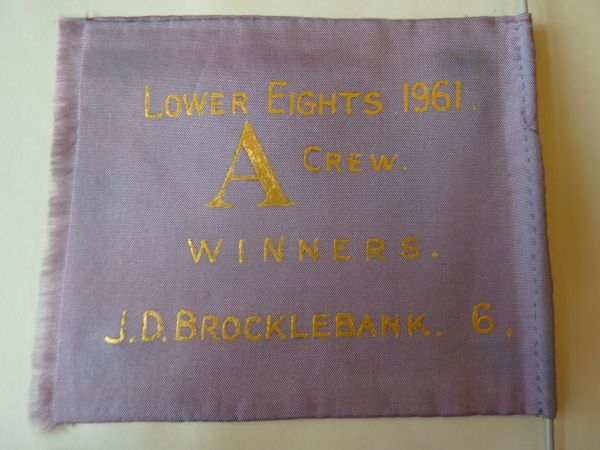 LOWER EIGHTS 1961.
A CREW.
WINNERS.
J.D. BROCKLEBANK. 6.